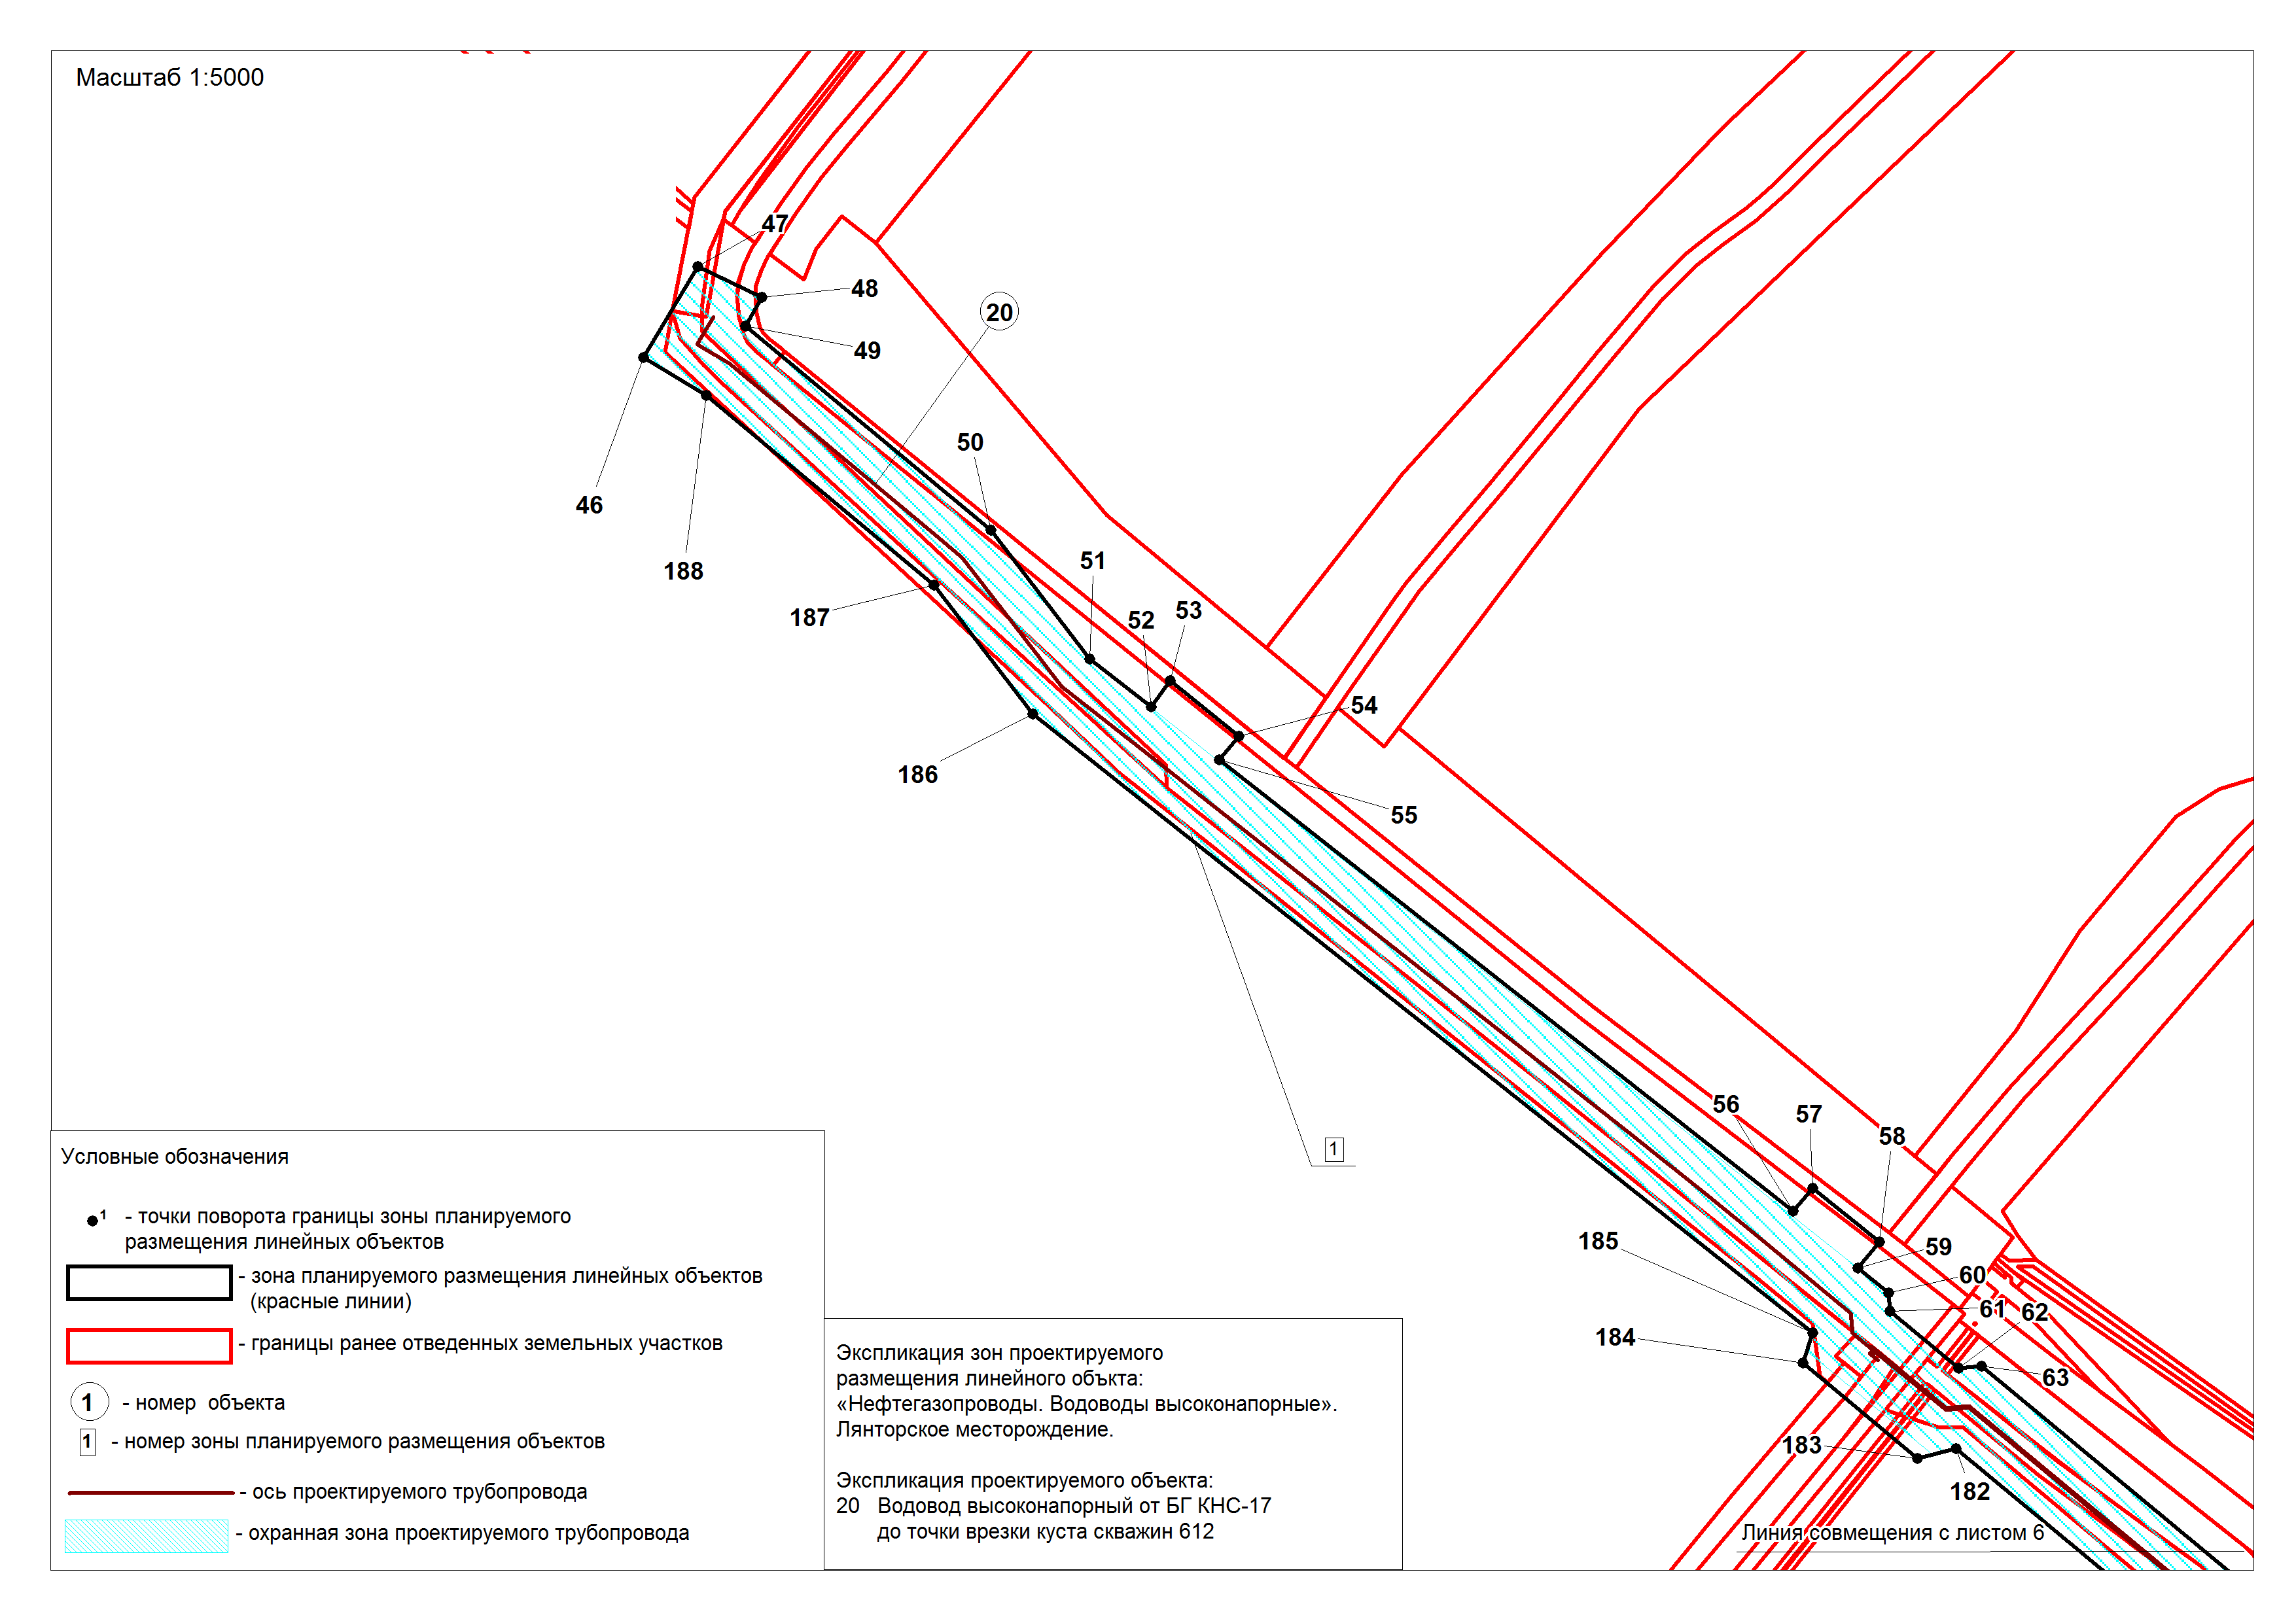 Масштаб 1:5000
47
48
20
49
50
46
51
188
53
52
187
54
186
55
56
57
58
1
185
59
60
61
62
184
63
183
182
Линия совмещения с листом 6
Условные обозначения
1
- точки поворота границы зоны планируемого
размещения линейных объектов
- зона планируемого размещения линейных объектов
(красные линии)
- границы ранее отведенных земельных участков
1
- номер объекта
1
- номер зоны планируемого размещения объектов
- ось проектируемого трубопровода
- охранная зона проектируемого трубопровода
Экспликация зон проектируемого
размещения линейного объкта:
«Нефтегазопроводы. Водоводы высоконапорные».
Лянторское месторождение.
Экспликация проектируемого объекта:
20 Водовод высоконапорный от БГ КНС-17
до точки врезки куста скважин 612